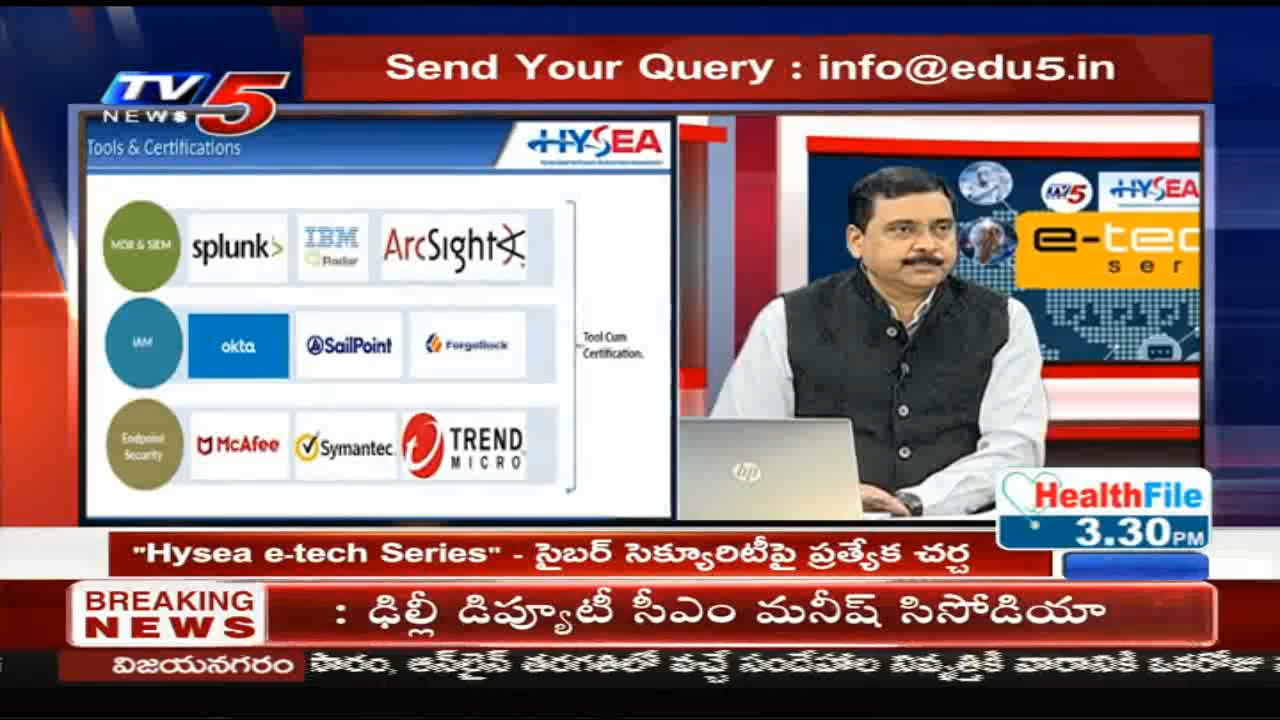 Send Your Query : info@edu5.in
TV5
NEWS
Tools & Certifications
HYSEA
MDR & SIEM
splunk>
IBM
QRadar
ArcSight
IAM
okta
SailPoint
ForgeRock
Endpoint
Security
McAfee
Symantec.
TREND
MICRO
Tool Cum
Certification.
TV5
HYSEA
e-tec
ser
hp
HealthFile
3.30PM
"Hysea e-tech Series" - సైబర్ సెక్యూరిటీపై ప్రత్యేక చర్చ
BREAKING
NEWS
: ఢిల్లీ డిప్యూటీ సీఎం మనీష్ సిసోడియా
విజయనగరం